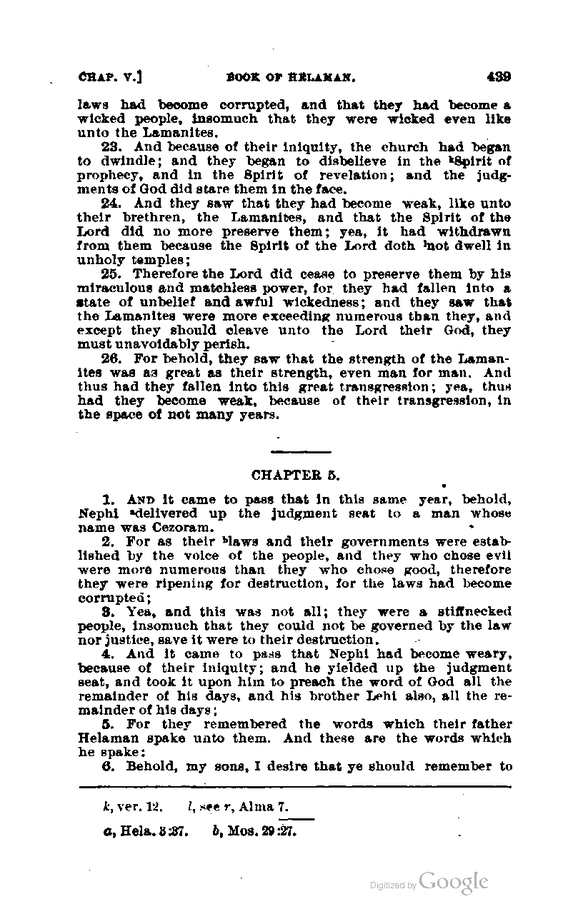 CHAP. V.] BOOK OF HELAMAN. 439
laws had become corrupted, and that they had become a
wicked people, insomuch that they were wicked even like
unto the Lamanites.
23. And because of their iniquity, the church had began
to dwindle; and they began to disbelieve in the kSpirit of
prophecy, and in the Spirit of revelation; and the judg-
ments of God did stare them in the face.
24. And they saw that they had become weak, like unto
their brethren, the Lamanites, and that the Spirit of the
Lord did no more preserve them; yea, it had withdrawn
from them because the Spirit of the Lord doth lnot dwell in
unholy temples;
25. Therefore the Lord did cease to preserve them by his
miraculous and matchless power, for they had fallen into a
state of unbelief and awful wickedness; and they saw that
the Lamanites were more exceeding numerous than they, and
except they should cleave unto the Lord their God, they
must unavoidably perish.
26. For behold, they saw that the strength of the Laman-
ites was as great as their strength, even man for man. And
thus had they fallen into this great transgression; yea, thus
had they become weak, because of their transgression, in
the space of not many years.
CHAPTER 5.
1. AND it came to pass that in this same year, behold,
Nephi adelivered up the judgment seat to a man whose
name was Cezoram.
2. For as their blaws and their governments were estab-
lished by the voice of the people, and they who chose evil
were more numerous than they who chose good, therefore
they were ripening for destruction, for the laws had become
corrupted;
3. Yea, and this was not all; they were a stiffnecked
people, insomuch that they could not be governed by the law
nor justice, save it were to their destruction.
4. And it came to pass that Nephi had become weary,
because of their iniquity; and he yielded up the judgment
seat, and took it upon him to preach the word of God all the
remainder of his days, and his brother Lehi also, all the re-
mainder of his days;
5. For they remembered the words which their father
Helaman spake unto them. And these are the words which
he spake:
6. Behold, my sons, I desire that ye should remember to
k, ver. 12. l, see r, Alma 7.
a, Hela. 3:37. b, Mos. 29:27.
Digitized by Google